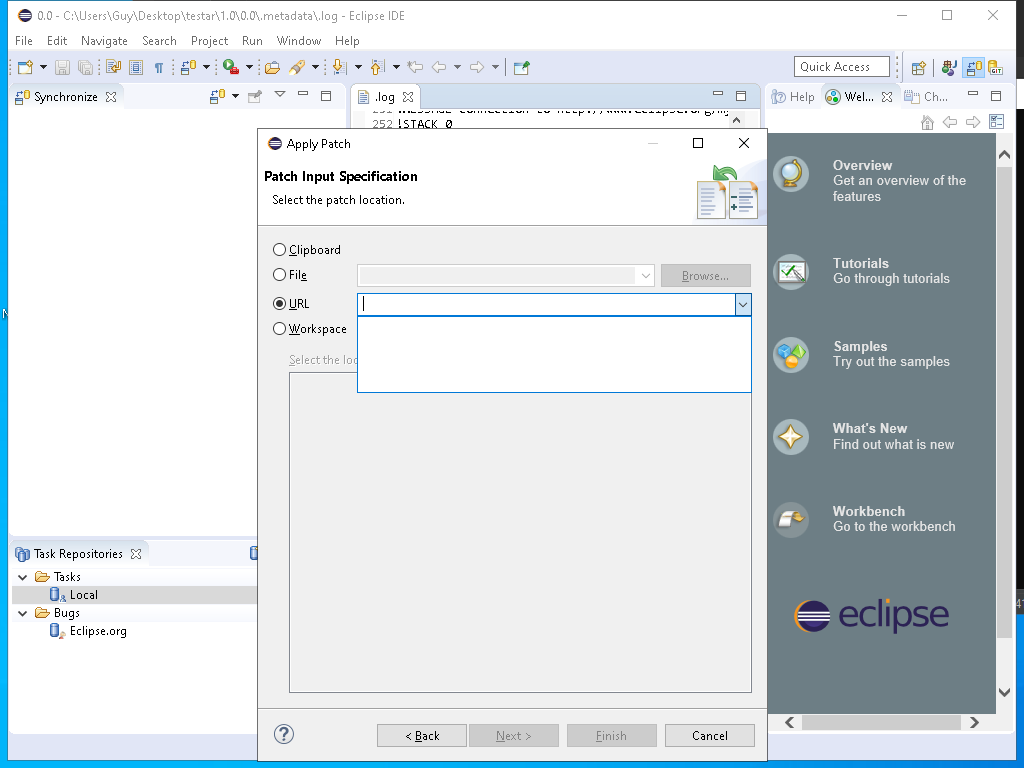 0.0 - C:\Users\Guy\Desktop\testar\1.0\0.0\.metadata\.log - Eclipse IDE
File Edit Navigate Search Project Run Window Help
Quick Access
Synchronize
.log
Help
Wel...
Ch...
252 !STACK 0
Apply Patch
Patch Input Specification
Select the patch location.
Clipboard
File
Browse...
URL
Workspace
Select the loc
Overview
Get an overview of the
features
Tutorials
Go through tutorials
Samples
Try out the samples
What's New
Find out what is new
Workbench
Go to the workbench
eclipse
Task Repositories
Tasks
Local
Bugs
Eclipse.org
< Back
Next >
Finish
Cancel